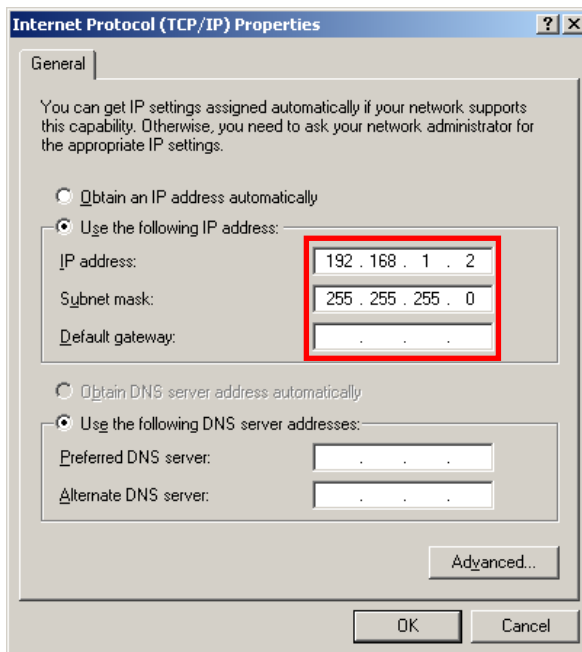 Internet Protocol (TCP/IP) Properties
General
You can get IP settings assigned automatically if your network supports
this capability. Otherwise, you need to ask your network administrator for
the appropriate IP settings.
Obtain an IP address automatically
Use the following IP address:
IP address: 192 . 168 . 1 . 2
Subnet mask: 255 . 255 . 255 . 0
Default gateway: . . .
Obtain DNS server address automatically
Use the following DNS server addresses:
Preferred DNS server: . . .
Alternate DNS server: . . .
Advanced...
OK Cancel